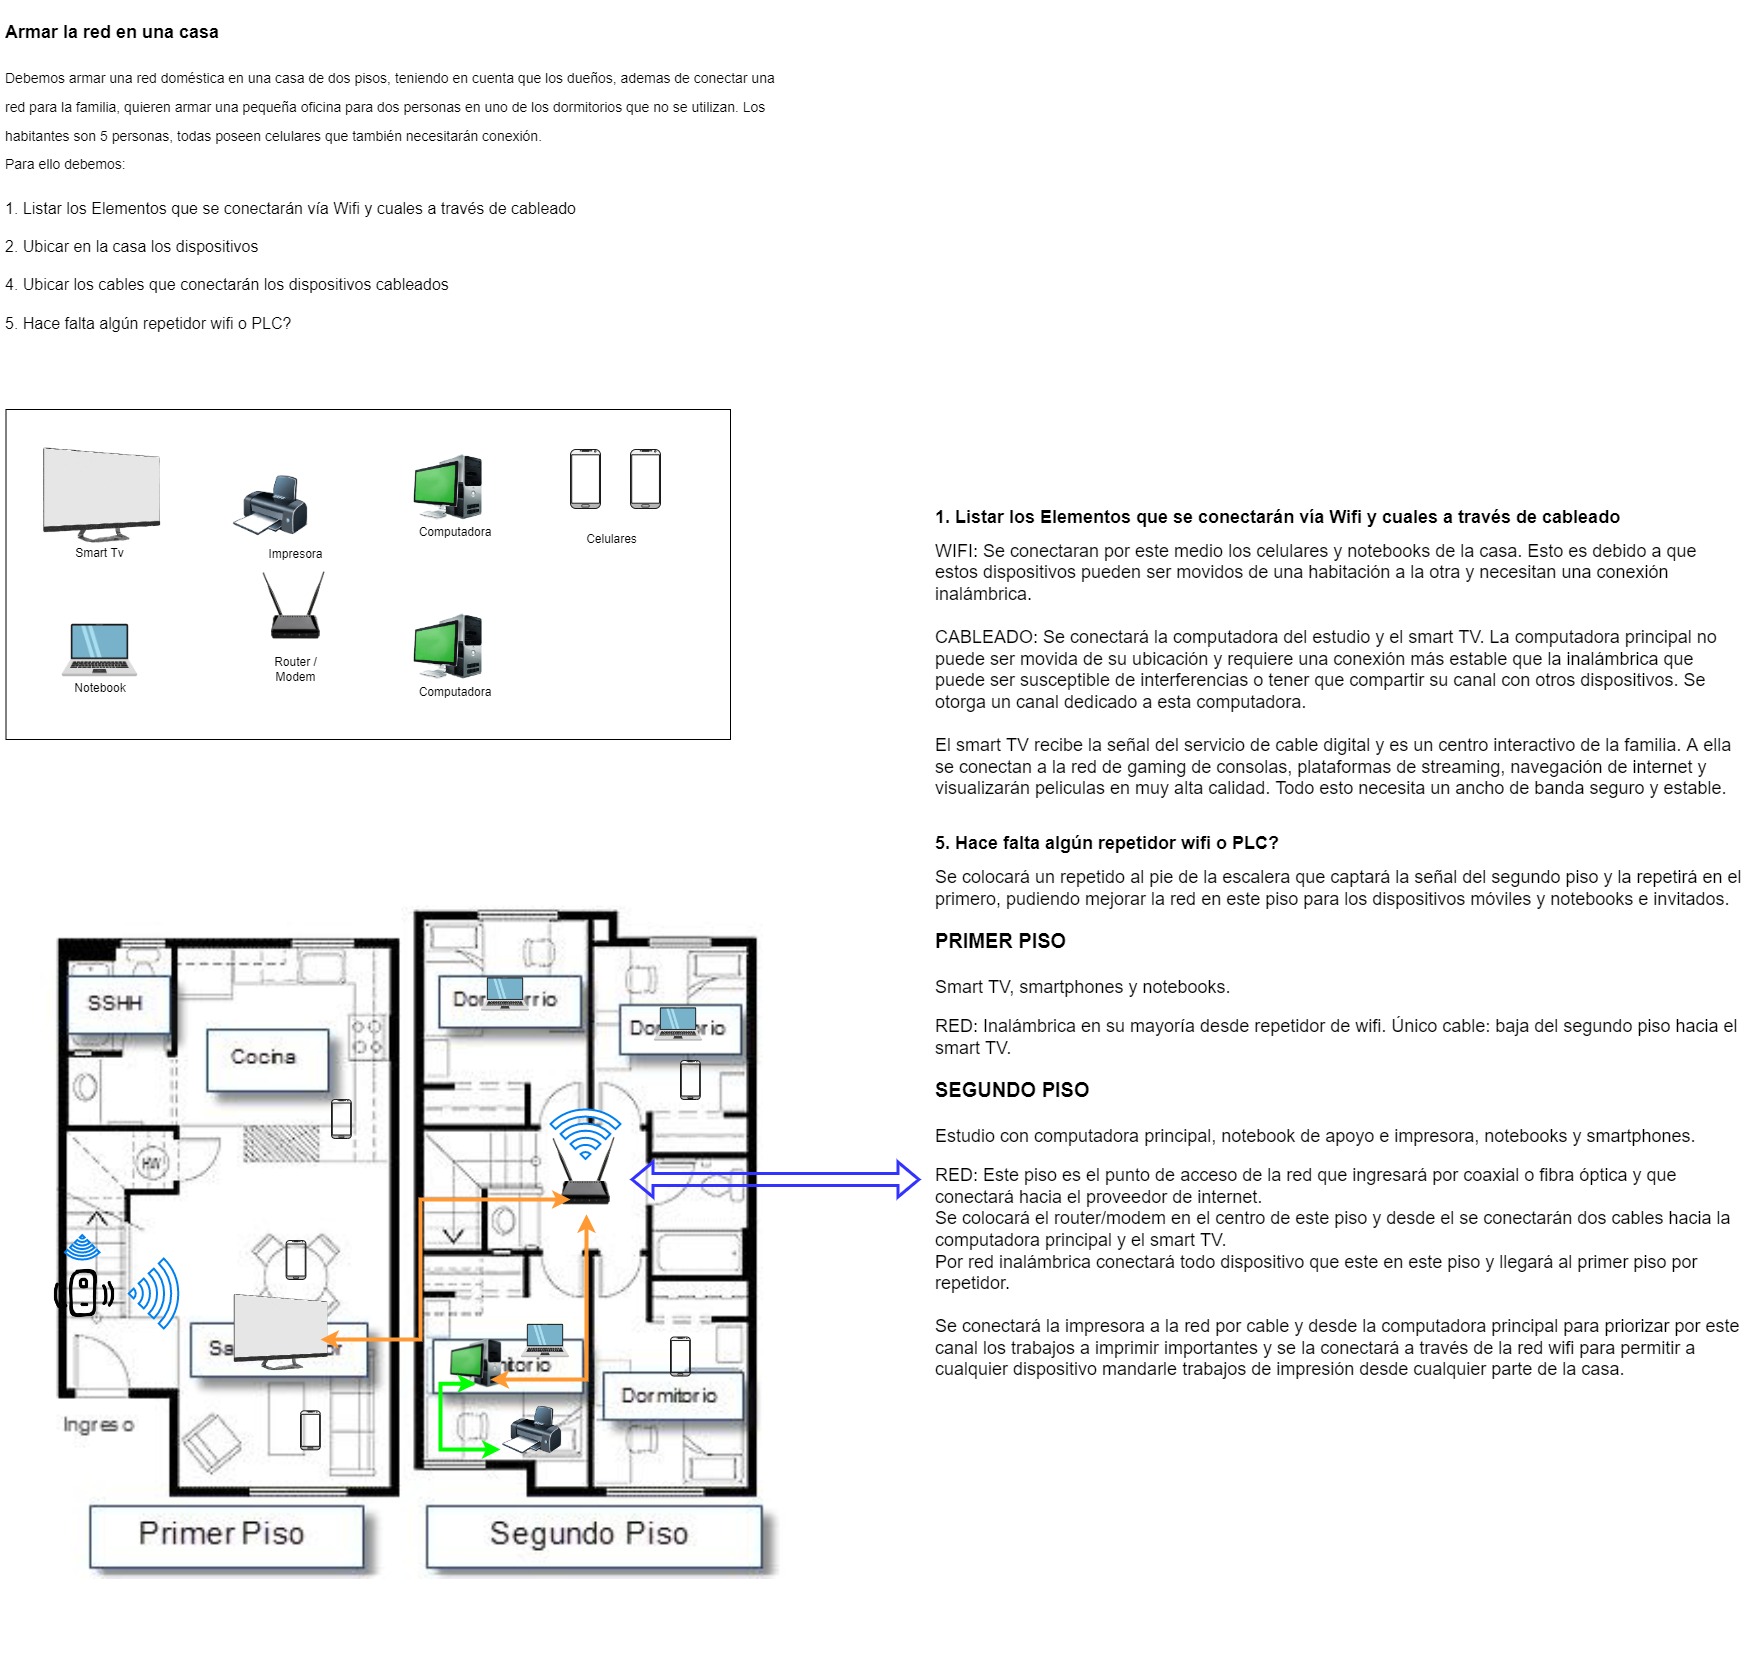 Armar la red en una casa
Debemos armar una red doméstica en una casa de dos pisos, teniendo en cuenta que los dueños, ademas de conectar una
red para la familia, quieren armar una pequeña oficina para dos personas en uno de los dormitorios que no se utilizan. Los
habitantes son 5 personas, todas poseen celulares que también necesitarán conexión.
Para ello debemos:
1. Listar los Elementos que se conectarán vía Wifi y cuales a través de cableado
2. Ubicar en la casa los dispositivos
4. Ubicar los cables que conectarán los dispositivos cableados
5. Hace falta algún repetidor wifi o PLC?
Smart Tv
Impresora
Computadora
Celulares
Notebook
Router /
Modem
Computadora
1. Listar los Elementos que se conectarán vía Wifi y cuales a través de cableado
WIFI: Se conectaran por este medio los celulares y notebooks de la casa. Esto es debido a que
estos dispositivos pueden ser movidos de una habitación a la otra y necesitan una conexión
inalámbrica.
CABLEADO: Se conectará la computadora del estudio y el smart TV. La computadora principal no
puede ser movida de su ubicación y requiere una conexión más estable que la inalámbrica que
puede ser susceptible de interferencias o tener que compartir su canal con otros dispositivos. Se
otorga un canal dedicado a esta computadora.
El smart TV recibe la señal del servicio de cable digital y es un centro interactivo de la familia. A ella
se conectan a la red de gaming de consolas, plataformas de streaming, navegación de internet y
visualizarán peliculas en muy alta calidad. Todo esto necesita un ancho de banda seguro y estable.
5. Hace falta algún repetidor wifi o PLC?
Se colocará un repetido al pie de la escalera que captará la señal del segundo piso y la repetirá en el
primero, pudiendo mejorar la red en este piso para los dispositivos móviles y notebooks e invitados.
PRIMER PISO
Smart TV, smartphones y notebooks.
RED: Inalámbrica en su mayoría desde repetidor de wifi. Único cable: baja del segundo piso hacia el
smart TV.
SEGUNDO PISO
Estudio con computadora principal, notebook de apoyo e impresora, notebooks y smartphones.
RED: Este piso es el punto de acceso de la red que ingresará por coaxial o fibra óptica y que
conectará hacia el proveedor de internet.
Se colocará el router/modem en el centro de este piso y desde el se conectarán dos cables hacia la
computadora principal y el smart TV.
Por red inalámbrica conectará todo dispositivo que este en este piso y llegará al primer piso por
repetidor.
Se conectará la impresora a la red por cable y desde la computadora principal para priorizar por este
canal los trabajos a imprimir importantes y se la conectará a través de la red wifi para permitir a
cualquier dispositivo mandarle trabajos de impresión desde cualquier parte de la casa.
SSHH
Cocina
HW
Ingreso
Primer Piso
Dormitorio
Segundo Piso